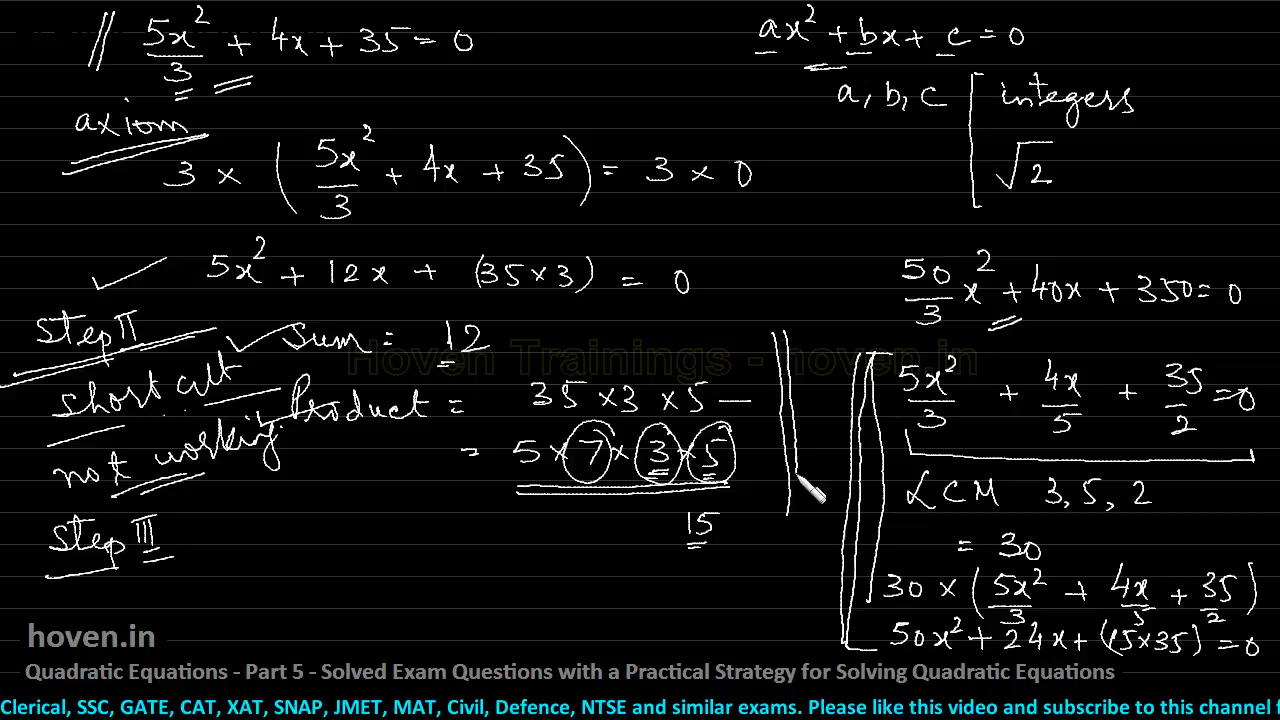 // 5x²/3 + 4x + 35 = 0
axiom
3 × (5x²/3 + 4x + 35) = 3 × 0
5x² + 12x + (35×3) = 0
Step II
Sum = 12
short cut
Product = 35 × 3 × 5 —
not working
= 5 × 7 × 3 × 5
15
Step III
ax² + bx + c = 0
a, b, c
integers
√2
50/3 x² + 40x + 350 = 0
5x²/3 + 4x/5 + 35/2 = 0
LCM 3, 5, 2
= 30
30 × (5x²/3 + 4x/5 + 35/2)
50x² + 24x + (15×35) = 0
Hoven Trainings - hoven.in
hoven.in
Quadratic Equations - Part 5 - Solved Exam Questions with a Practical Strategy for Solving Quadratic Equations
Clerical, SSC, GATE, CAT, XAT, SNAP, JMET, MAT, Civil, Defence, NTSE and similar exams. Please like this video and subscribe to this channel